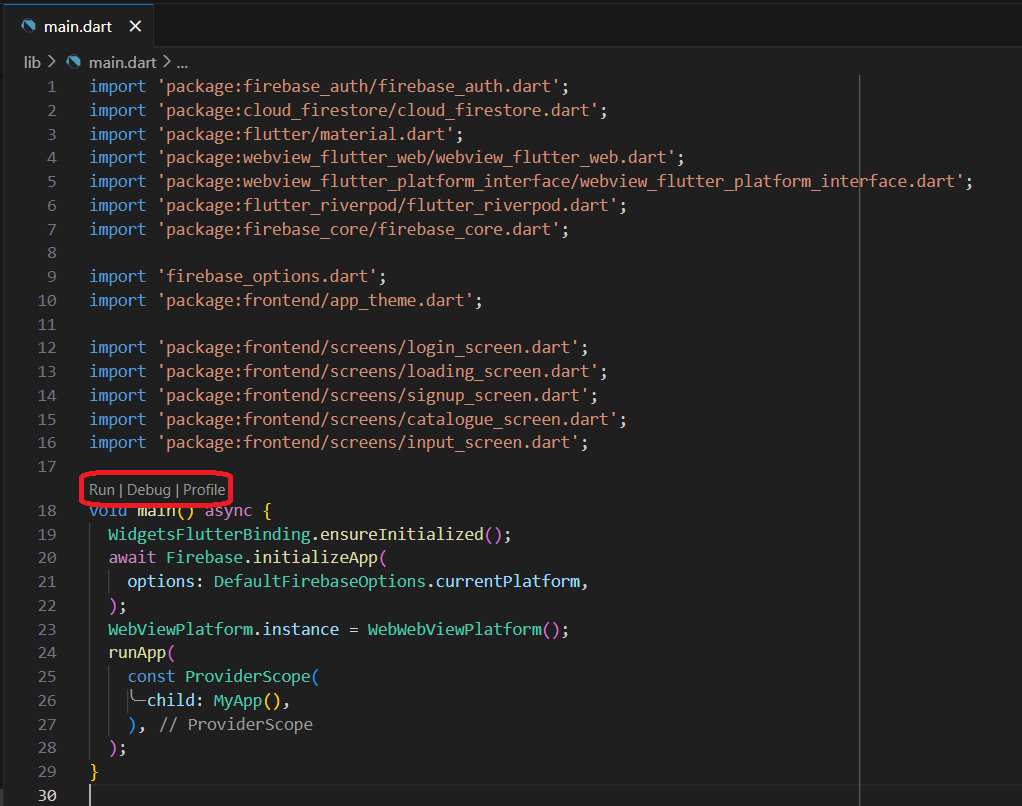 main.dart ×
lib > main.dart > ...
1 import 'package:firebase_auth/firebase_auth.dart';
2 import 'package:cloud_firestore/cloud_firestore.dart';
3 import 'package:flutter/material.dart';
4 import 'package:webview_flutter_web/webview_flutter_web.dart';
5 import 'package:webview_flutter_platform_interface/webview_flutter_platform_interface.dart';
6 import 'package:flutter_riverpod/flutter_riverpod.dart';
7 import 'package:firebase_core/firebase_core.dart';
8
9 import 'firebase_options.dart';
10 import 'package:frontend/app_theme.dart';
11
12 import 'package:frontend/screens/login_screen.dart';
13 import 'package:frontend/screens/loading_screen.dart';
14 import 'package:frontend/screens/signup_screen.dart';
15 import 'package:frontend/screens/catalogue_screen.dart';
16 import 'package:frontend/screens/input_screen.dart';
17
Run | Debug | Profile
18 void main() async {
19   WidgetsFlutterBinding.ensureInitialized();
20   await Firebase.initializeApp(
21     options: DefaultFirebaseOptions.currentPlatform,
22   );
23   WebViewPlatform.instance = WebWebViewPlatform();
24   runApp(
25     const ProviderScope(
26       child: MyApp(),
27     ), // ProviderScope
28   );
29 }
30